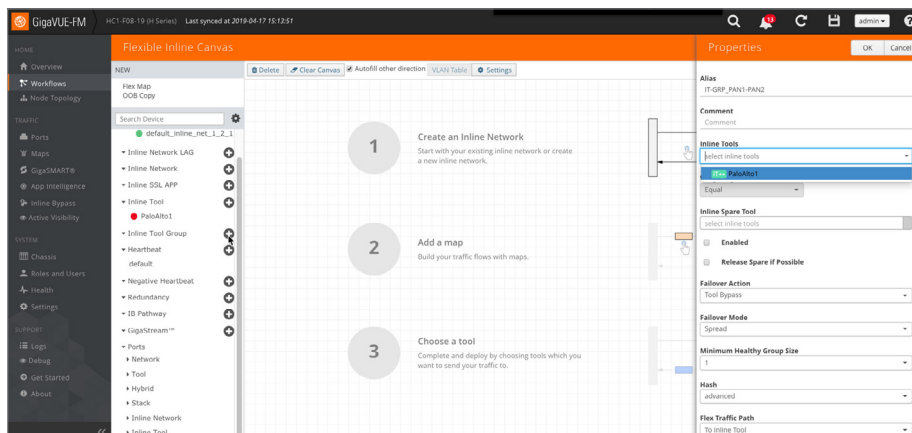 GigaVUE-FM
HC1-F08-19 (H Series) Last synced at 2019-04-17 15:13:51
13
admin
HOME
Overview
Workflows
Node Topology
TRAFFIC
Ports
Maps
GigaSMART®
App Intelligence
Inline Bypass
Active Visibility
SYSTEM
Chassis
Roles and Users
Health
Settings
SUPPORT
Logs
Debug
Get Started
About
Flexible Inline Canvas
NEW
Flex Map
OOB Copy
Search Device
default_inline_net_1_2_1
Inline Network LAG
Inline Network
Inline SSL APP
Inline Tool
PaloAlto1
Inline Tool Group
Heartbeat
default
Negative Heartbeat
Redundancy
IB Pathway
GigaStream™
Ports
Network
Tool
Hybrid
Stack
Inline Network
Inline Tool
Delete Clear Canvas Autofill other direction VLAN Table Settings
1
Create an Inline Network
Start with your existing inline network or create
a new inline network.
2
Add a map
Build your traffic flows with maps.
3
Choose a tool
Complete and deploy by choosing tools which you
want to send your traffic to.
Properties
OK Cancel
Alias
IT-GRP_PAN1-PAN2
Comment
Comment
Inline Tools
select inline tools
PaloAlto1
Equal
Inline Spare Tool
select inline tools
Enabled
Release Spare if Possible
Failover Action
Tool Bypass
Failover Mode
Spread
Minimum Healthy Group Size
1
Hash
advanced
Flex Traffic Path
To Inline Tool